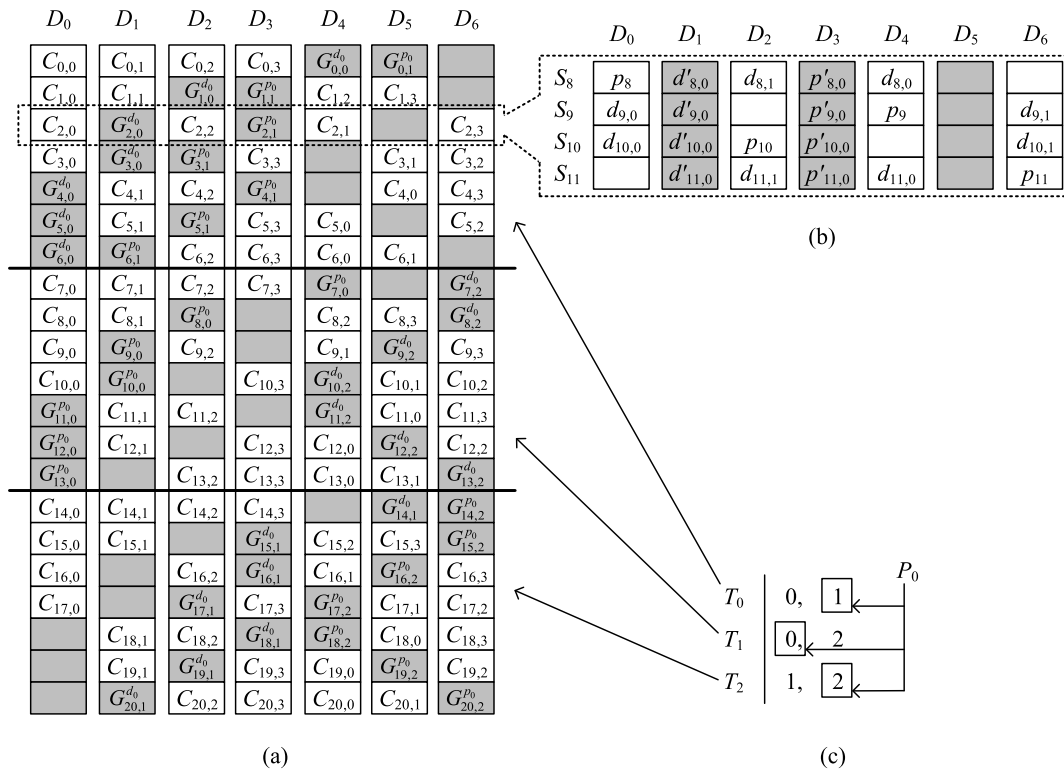 D₀ D₁ D₂ D₃ D₄ D₅ D₆
C₀,₀ C₀,₁ C₀,₂ C₀,₃ G₀,₀^d₀ G₀,₁^p₀
C₁,₀ C₁,₁ G₁,₀^d₀ G₁,₁^p₀ C₁,₂ C₁,₃
C₂,₀ G₂,₀^d₀ C₂,₂ G₂,₁^p₀ C₂,₁ C₂,₃
C₃,₀ G₃,₀^d₀ G₃,₁^p₀ C₃,₃ C₃,₁ C₃,₂
G₄,₀^d₀ C₄,₁ C₄,₂ G₄,₁^p₀ C₄,₀ C₄,₃
G₅,₀^d₀ C₅,₁ G₅,₁^p₀ C₅,₃ C₅,₀ C₅,₂
G₆,₀^d₀ G₆,₁^p₀ C₆,₂ C₆,₃ C₆,₀ C₆,₁
C₇,₀ C₇,₁ C₇,₂ C₇,₃ G₇,₀^p₀ G₇,₂^d₀
C₈,₀ C₈,₁ G₈,₀^p₀ C₈,₂ C₈,₃ G₈,₂^d₀
C₉,₀ G₉,₀^p₀ C₉,₂ C₉,₁ G₉,₂^d₀ C₉,₃
C₁₀,₀ G₁₀,₀^p₀ C₁₀,₃ G₁₀,₂^d₀ C₁₀,₁ C₁₀,₂
G₁₁,₀^p₀ C₁₁,₁ C₁₁,₂ G₁₁,₂^d₀ C₁₁,₀ C₁₁,₃
G₁₂,₀^p₀ C₁₂,₁ C₁₂,₃ C₁₂,₀ G₁₂,₂^d₀ C₁₂,₂
G₁₃,₀^p₀ C₁₃,₂ C₁₃,₃ C₁₃,₀ C₁₃,₁ G₁₃,₂^d₀
C₁₄,₀ C₁₄,₁ C₁₄,₂ C₁₄,₃ G₁₄,₁^d₀ G₁₄,₂^p₀
C₁₅,₀ C₁₅,₁ G₁₅,₁^d₀ C₁₅,₂ C₁₅,₃ G₁₅,₂^p₀
C₁₆,₀ C₁₆,₂ G₁₆,₁^d₀ C₁₆,₁ G₁₆,₂^p₀ C₁₆,₃
C₁₇,₀ G₁₇,₁^d₀ C₁₇,₃ G₁₇,₂^p₀ C₁₇,₁ C₁₇,₂
C₁₈,₁ C₁₈,₂ G₁₈,₁^d₀ G₁₈,₂^p₀ C₁₈,₀ C₁₈,₃
C₁₉,₁ G₁₉,₁^d₀ C₁₉,₃ C₁₉,₀ G₁₉,₂^p₀ C₁₉,₂
G₂₀,₁^d₀ C₂₀,₂ C₂₀,₃ C₂₀,₀ C₂₀,₁ G₂₀,₂^p₀
(a)
D₀ D₁ D₂ D₃ D₄ D₅ D₆
S₈ p₈ d'₈,₀ d₈,₁ p'₈,₀ d₈,₀
S₉ d₉,₀ d'₉,₀ p'₉,₀ p₉ d₉,₁
S₁₀ d₁₀,₀ d'₁₀,₀ p₁₀ p'₁₀,₀ d₁₀,₁
S₁₁ d'₁₁,₀ d₁₁,₁ p'₁₁,₀ d₁₁,₀ p₁₁
(b)
P₀
T₀ 0, 1
T₁ 0, 2
T₂ 1, 2
(c)